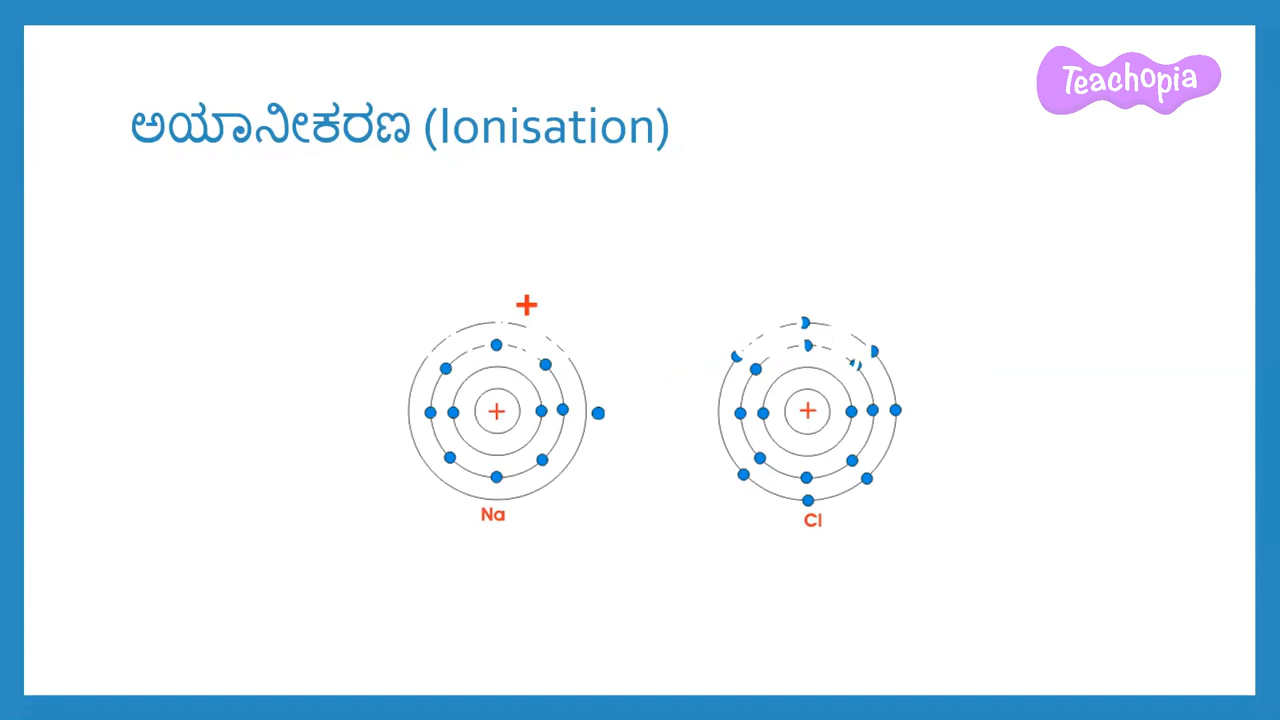 Teachopia
ಅಯಾನೀಕರಣ (Ionisation)
+
+
+
Na
Cl